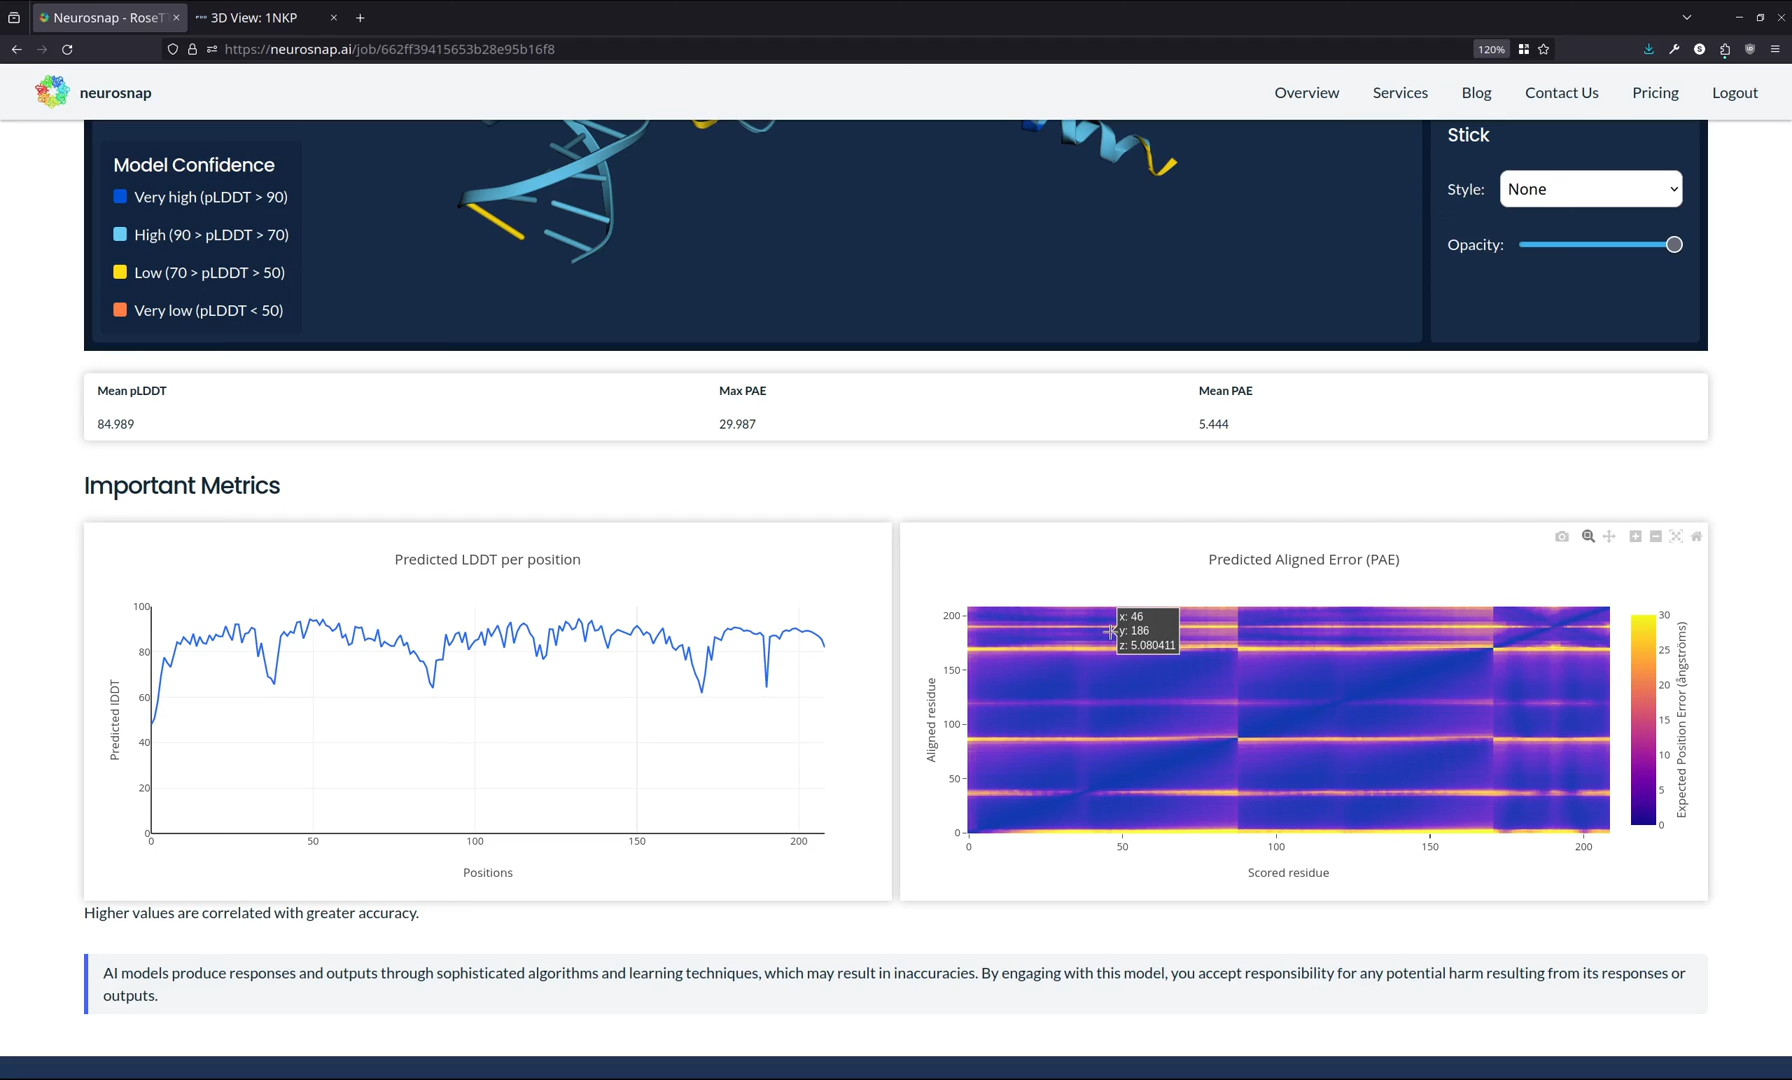 Neurosnap - RoseT
3D View: 1NKP
https://neurosnap.ai/job/662ff39415653b28e95b16f8
120%
neurosnap
Overview
Services
Blog
Contact Us
Pricing
Logout
Model Confidence
Very high (pLDDT > 90)
High (90 > pLDDT > 70)
Low (70 > pLDDT > 50)
Very low (pLDDT < 50)
Stick
Style:
None
Opacity:
Mean pLDDT
Max PAE
Mean PAE
84.989
29.987
5.444
Important Metrics
Predicted LDDT per position
100
80
60
40
20
0
Predicted lDDT
0
50
100
150
200
Positions
Predicted Aligned Error (PAE)
x: 46
y: 186
z: 5.080411
200
150
100
50
0
Aligned residue
0
50
100
150
200
Scored residue
30
25
20
15
10
5
0
Expected Position Error (ångströms)
Higher values are correlated with greater accuracy.
AI models produce responses and outputs through sophisticated algorithms and learning techniques, which may result in inaccuracies. By engaging with this model, you accept responsibility for any potential harm resulting from its responses or
outputs.